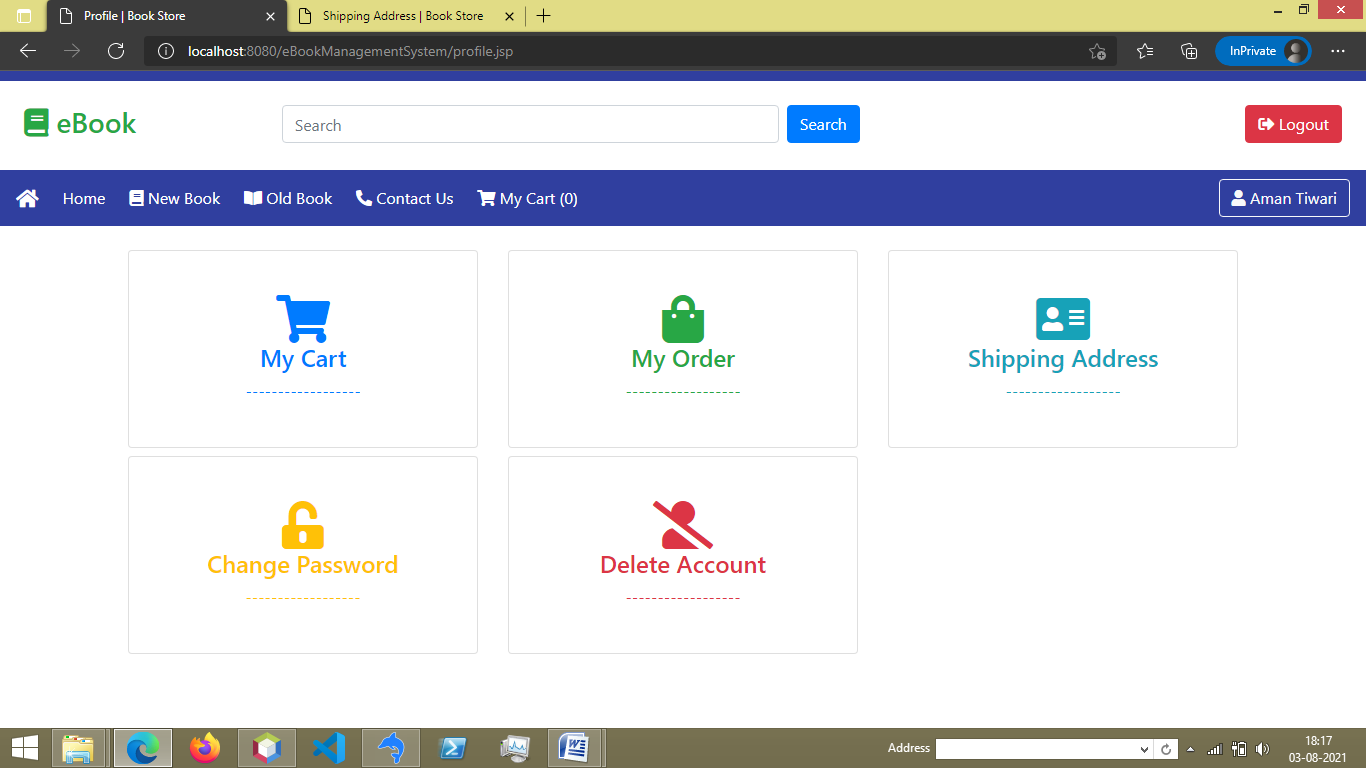 Profile | Book Store
Shipping Address | Book Store
localhost:8080/eBookManagementSystem/profile.jsp
InPrivate
eBook
Search
Search
Logout
Home
New Book
Old Book
Contact Us
My Cart (0)
Aman Tiwari
My Cart
------------------
My Order
------------------
Shipping Address
------------------
Change Password
------------------
Delete Account
------------------
Address
18:17
03-08-2021